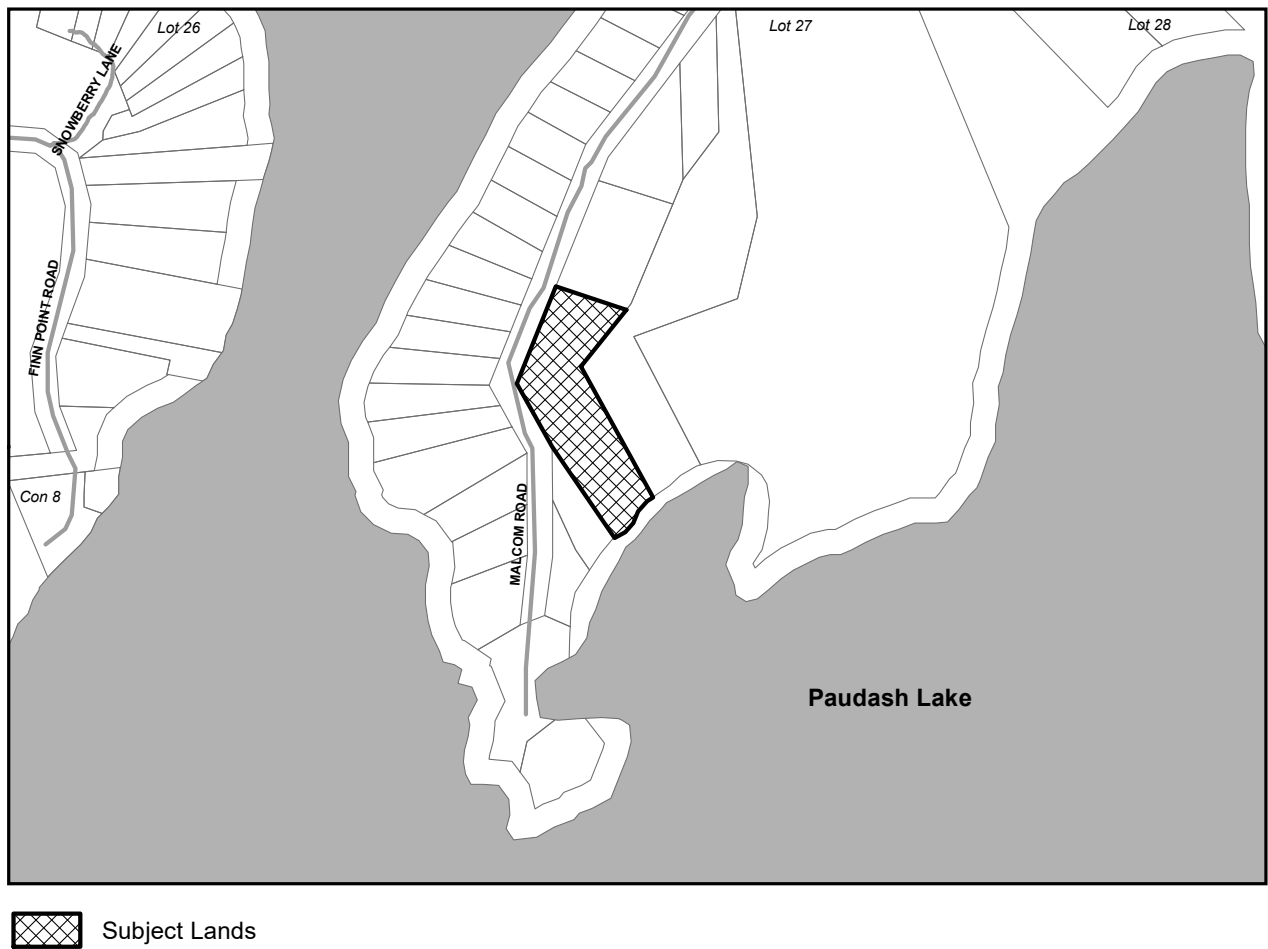 Lot 26
Lot 27
Lot 28
SNOWBERRY LANE
FINN POINT ROAD
Con 8
MALCOM ROAD
Paudash Lake
Subject Lands